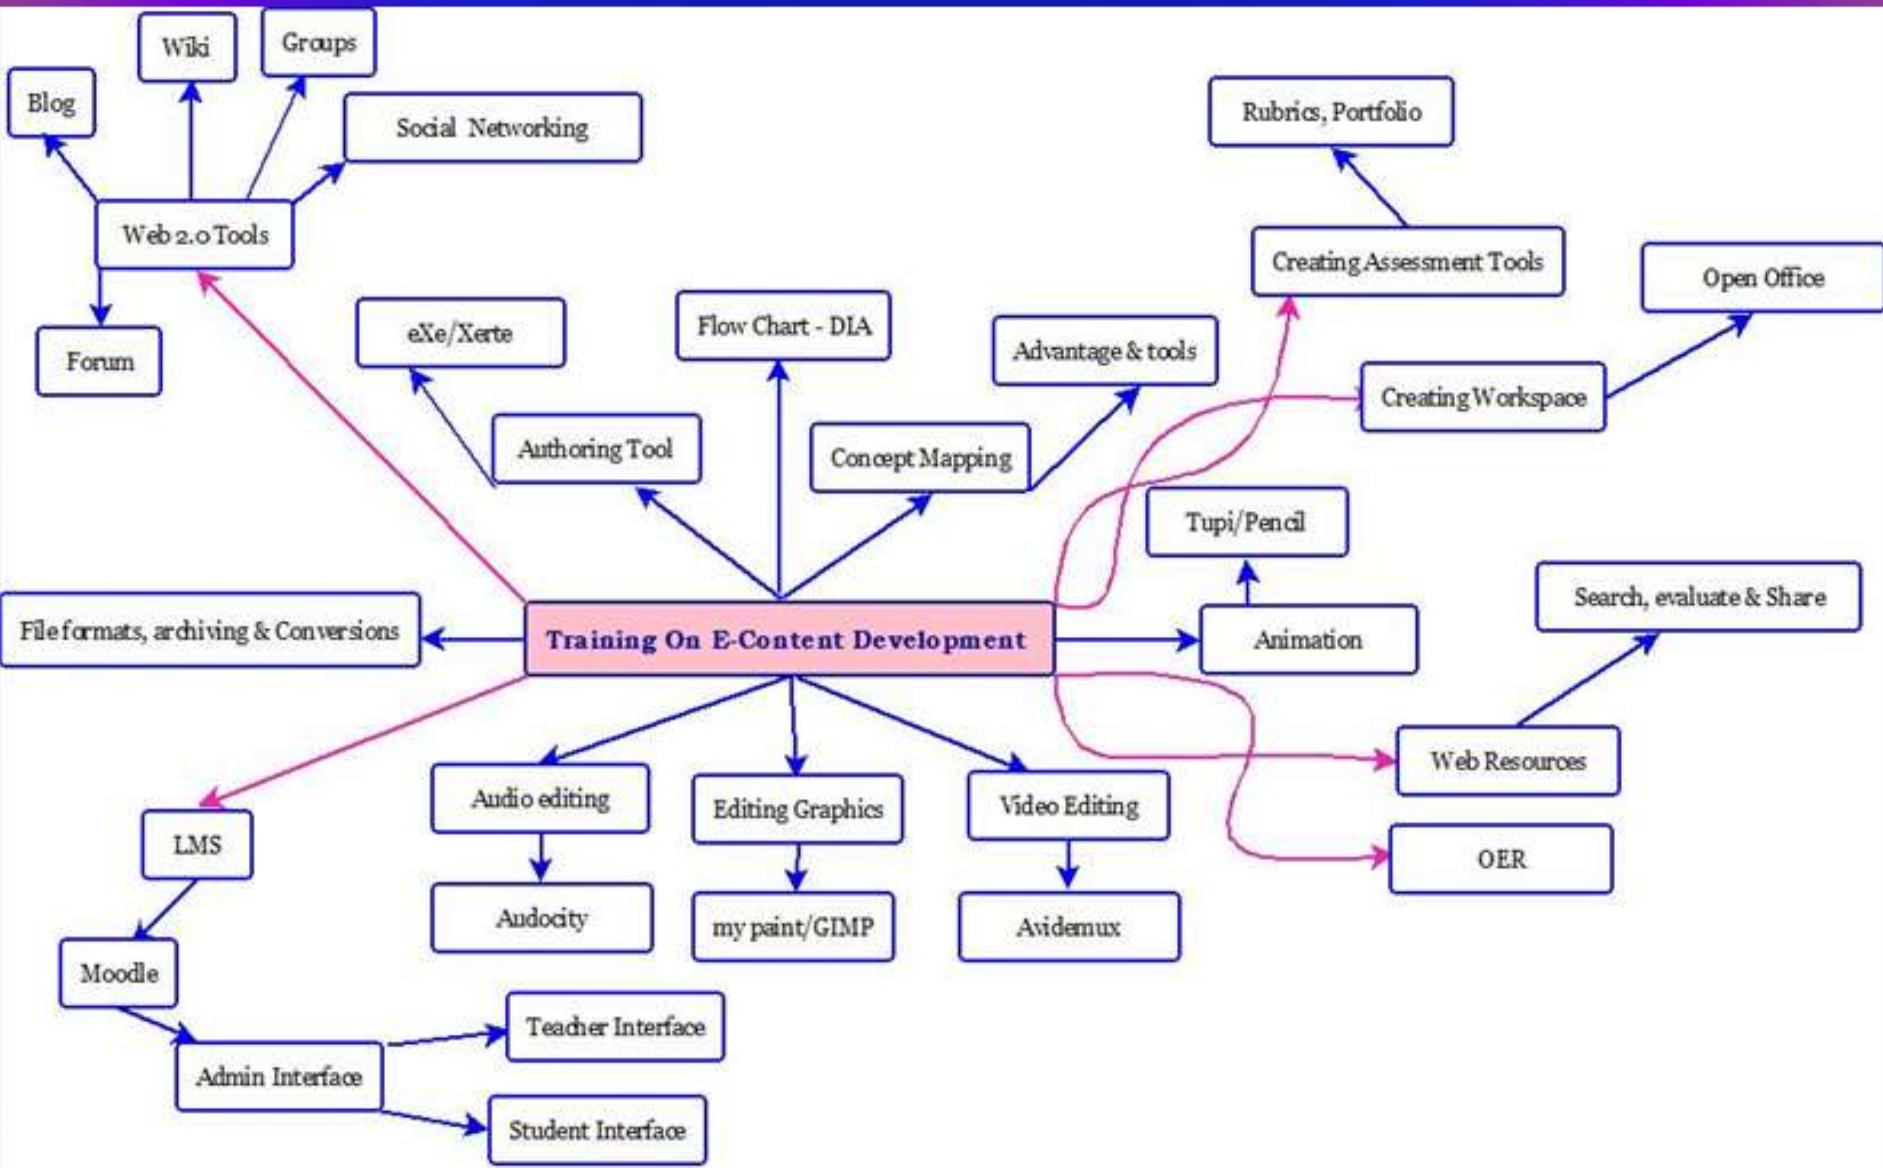 Wiki
Groups
Blog
Social Networking
Rubrics, Portfolio
Web 2.0 Tools
Creating Assessment Tools
Open Office
Forum
eXe/Xerte
Flow Chart - DIA
Advantage & tools
Creating Workspace
Authoring Tool
Concept Mapping
Tupi/Pencil
Search, evaluate & Share
File formats, archiving & Conversions
Training On E-Content Development
Animation
Web Resources
Audio editing
Editing Graphics
Video Editing
LMS
OER
Audocity
my paint/GIMP
Avidemux
Moodle
Teacher Interface
Admin Interface
Student Interface